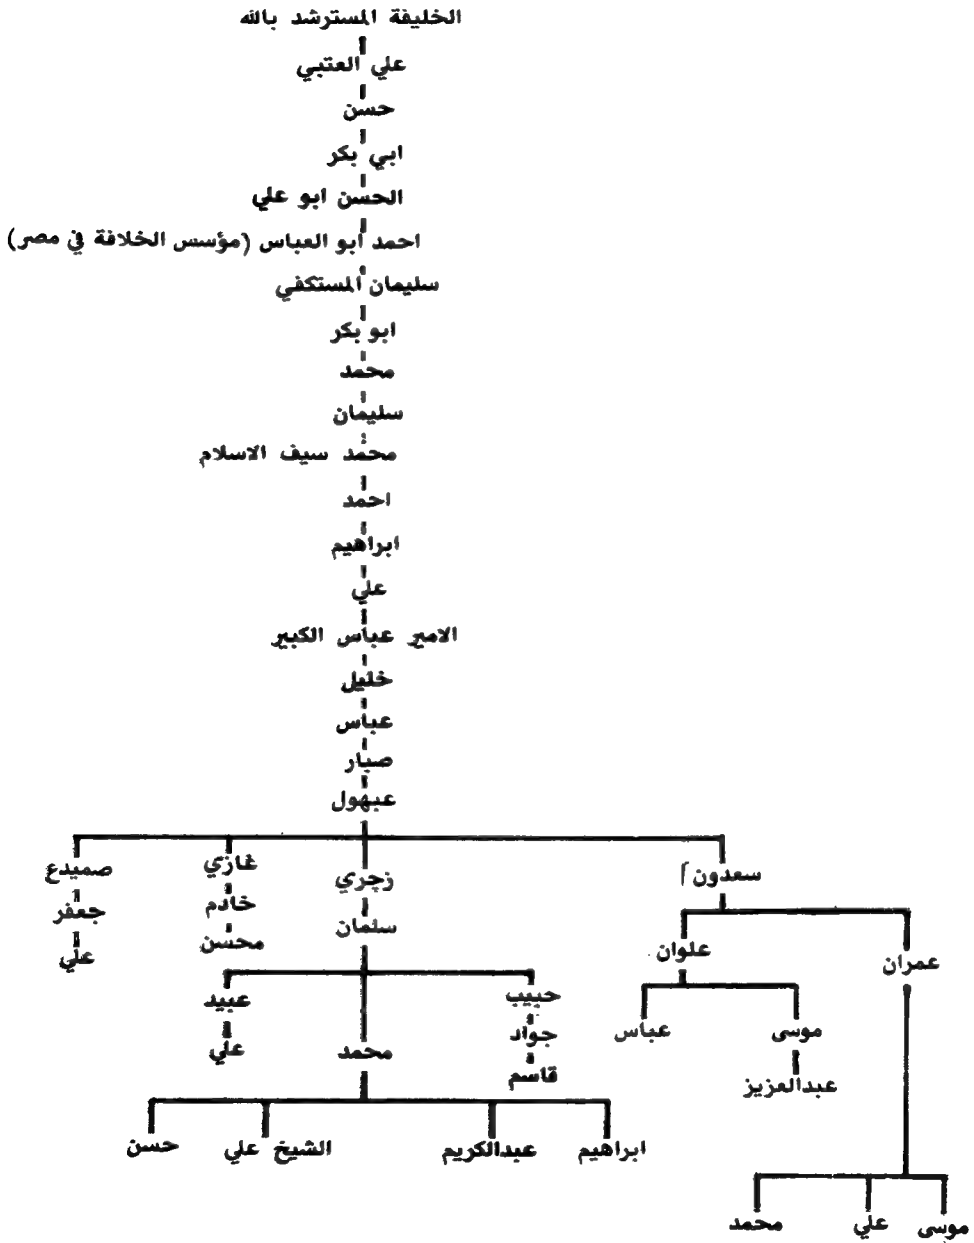 الخليفة المسترشد بالله
علي العتبي
حسن
ابي بكر
الحسن ابو علي
احمد ابو العباس (مؤسس الخلافة في مصر)
سليمان المستكفي
ابو بكر
محمد
سليمان
محمد سيف الاسلام
احمد
ابراهيم
علي
الامير عباس الكبير
خليل
عباس
صبار
عبهول
سعدون زجري غازي صميدع
سلمان خادم جعفر
علوان عمران محسن علي
حبيب عبيد
موسى عباس جواد محمد علي
عبدالعزيز قاسم
ابراهيم عبدالكريم الشيخ علي حسن
موسى علي محمد